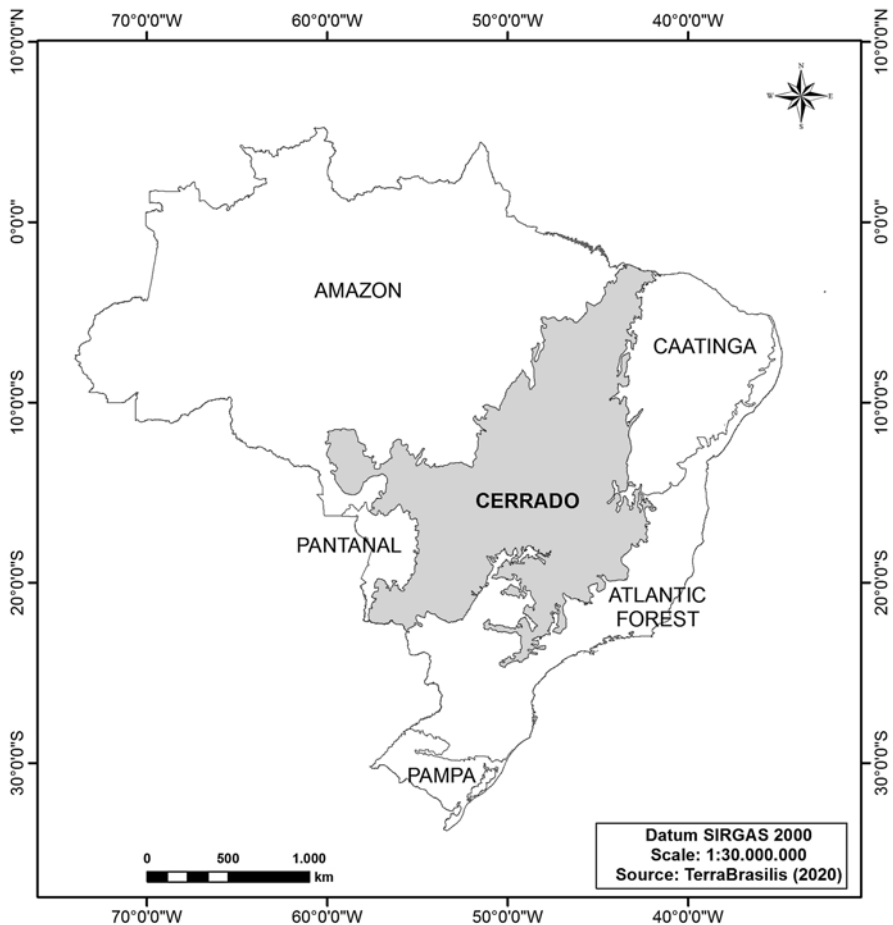 70°0'0"W 60°0'0"W 50°0'0"W 40°0'0"W
10°0'0"N 10°0'0"N
N
W E
S
0°0'0" 0°0'0"
AMAZON
CAATINGA
10°0'0"S 10°0'0"S
CERRADO
PANTANAL
20°0'0"S 20°0'0"S
ATLANTIC
FOREST
30°0'0"S 30°0'0"S
PAMPA
Datum SIRGAS 2000
Scale: 1:30.000.000
Source: TerraBrasilis (2020)
0 500 1.000
km
70°0'0"W 60°0'0"W 50°0'0"W 40°0'0"W